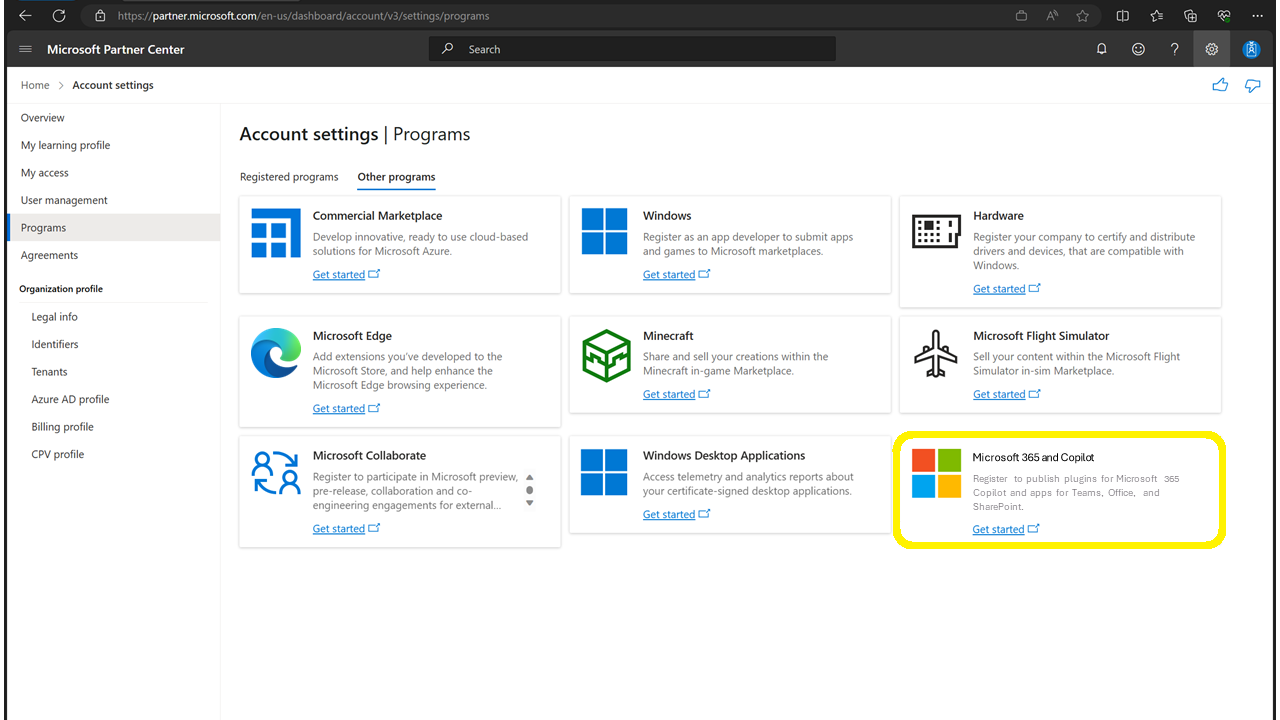 https://partner.microsoft.com/en-us/dashboard/account/v3/settings/programs
Microsoft Partner Center
Search
Home > Account settings
Overview
My learning profile
My access
User management
Programs
Agreements
Organization profile
Legal info
Identifiers
Tenants
Azure AD profile
Billing profile
CPV profile
Account settings | Programs
Registered programs
Other programs
Commercial Marketplace
Develop innovative, ready to use cloud-based
solutions for Microsoft Azure.
Get started
Windows
Register as an app developer to submit apps
and games to Microsoft marketplaces.
Get started
Hardware
Register your company to certify and distribute
drivers and devices, that are compatible with
Windows.
Get started
Microsoft Edge
Add extensions you've developed to the
Microsoft Store, and help enhance the
Microsoft Edge browsing experience.
Get started
Minecraft
Share and sell your creations within the
Minecraft in-game Marketplace.
Get started
Microsoft Flight Simulator
Sell your content within the Microsoft Flight
Simulator in-sim Marketplace.
Get started
Microsoft Collaborate
Register to participate in Microsoft preview,
pre-release, collaboration and co-
engineering engagements for external...
Get started
Windows Desktop Applications
Access telemetry and analytics reports about
your certificate-signed desktop applications.
Get started
Microsoft 365 and Copilot
Register to publish plugins for Microsoft 365
Copilot and apps for Teams, Office, and
SharePoint.
Get started